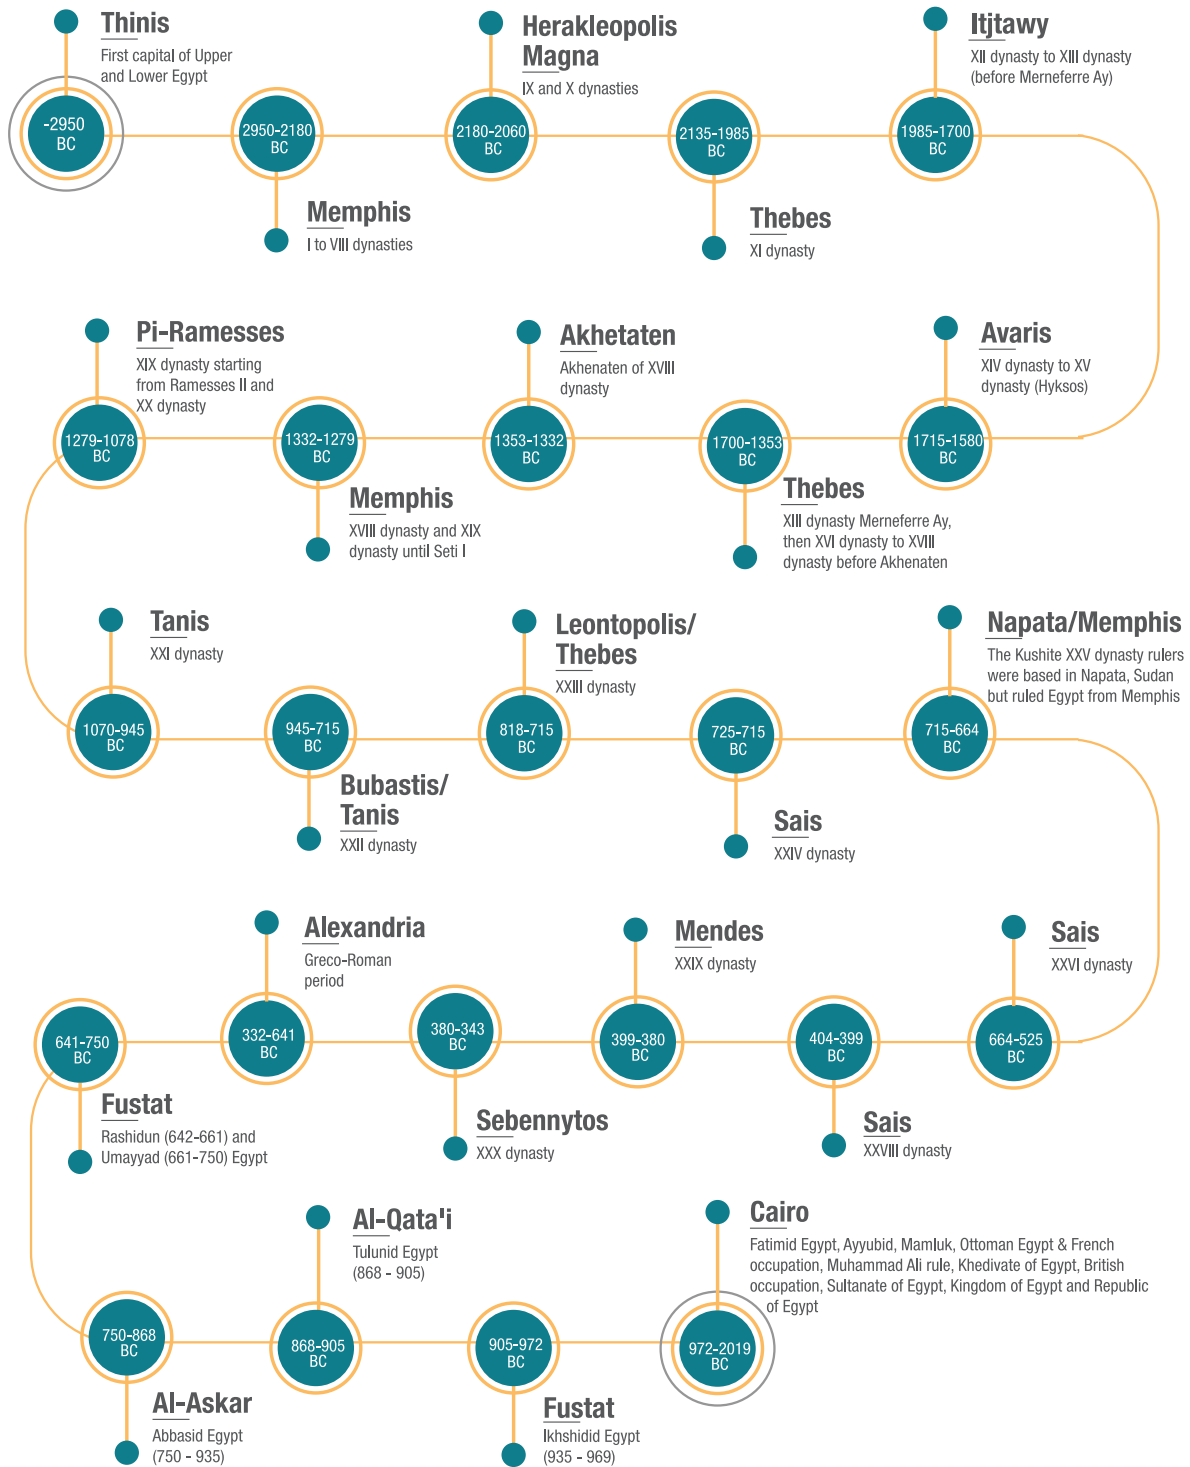 Thinis
First capital of Upper
and Lower Egypt
-2950
BC
2950-2180
BC
Memphis
I to VIII dynasties
Herakleopolis
Magna
IX and X dynasties
2180-2060
BC
2135-1985
BC
Thebes
XI dynasty
Itjtawy
XII dynasty to XIII dynasty
(before Merneferre Ay)
1985-1700
BC
Avaris
XIV dynasty to XV
dynasty (Hyksos)
1715-1580
BC
1700-1353
BC
Thebes
XIII dynasty Merneferre Ay,
then XVI dynasty to XVIII
dynasty before Akhenaten
Akhetaten
Akhenaten of XVIII
dynasty
1353-1332
BC
1332-1279
BC
Memphis
XVIII dynasty and XIX
dynasty until Seti I
Pi-Ramesses
XIX dynasty starting
from Ramesses II and
XX dynasty
1279-1078
BC
Tanis
XXI dynasty
1070-945
BC
945-715
BC
Bubastis/
Tanis
XXII dynasty
Leontopolis/
Thebes
XXIII dynasty
818-715
BC
725-715
BC
Sais
XXIV dynasty
Napata/Memphis
The Kushite XXV dynasty rulers
were based in Napata, Sudan
but ruled Egypt from Memphis
715-664
BC
Sais
XXVI dynasty
664-525
BC
404-399
BC
Sais
XXVIII dynasty
Mendes
XXIX dynasty
399-380
BC
380-343
BC
Sebennytos
XXX dynasty
Alexandria
Greco-Roman
period
332-641
BC
641-750
BC
Fustat
Rashidun (642-661) and
Umayyad (661-750) Egypt
750-868
BC
Al-Askar
Abbasid Egypt
(750 - 935)
Al-Qata'i
Tulunid Egypt
(868 - 905)
868-905
BC
905-972
BC
Fustat
Ikhshidid Egypt
(935 - 969)
Cairo
Fatimid Egypt, Ayyubid, Mamluk, Ottoman Egypt & French
occupation, Muhammad Ali rule, Khedivate of Egypt, British
occupation, Sultanate of Egypt, Kingdom of Egypt and Republic
of Egypt
972-2019
BC